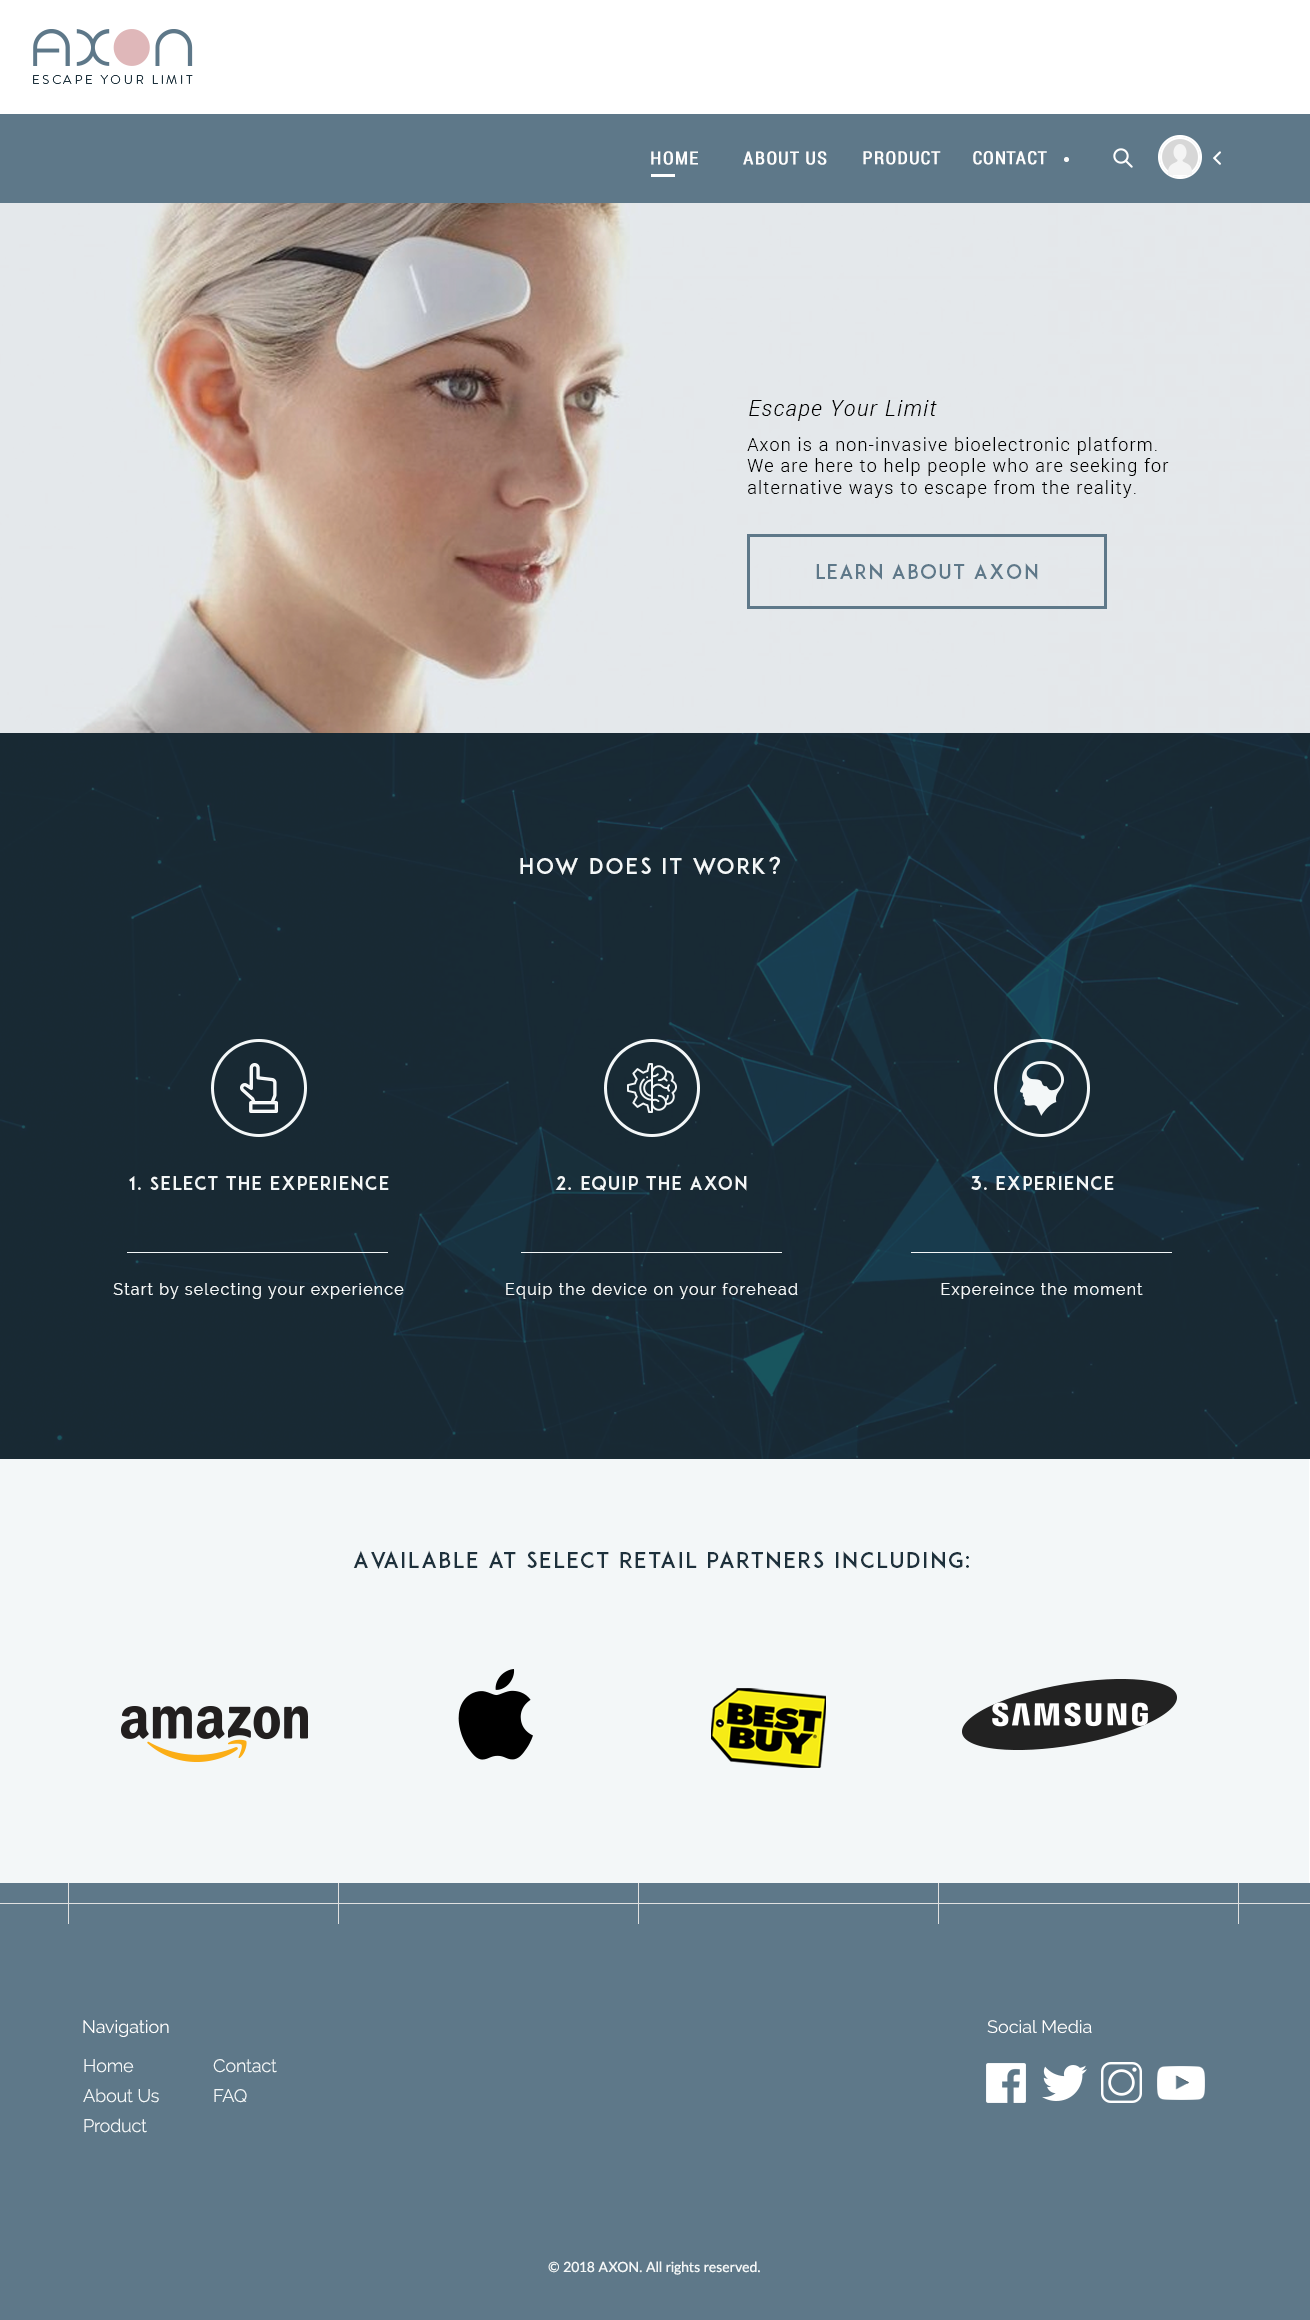 AXON
ESCAPE YOUR LIMIT
HOME ABOUT US PRODUCT CONTACT
Escape Your Limit
Axon is a non-invasive bioelectronic platform.
We are here to help people who are seeking for
alternative ways to escape from the reality.
LEARN ABOUT AXON
HOW DOES IT WORK?
1. SELECT THE EXPERIENCE
Start by selecting your experience
2. EQUIP THE AXON
Equip the device on your forehead
3. EXPERIENCE
Expereince the moment
AVAILABLE AT SELECT RETAIL PARTNERS INCLUDING:
amazon
BEST
BUY
SAMSUNG
Navigation
Home
About Us
Product
Contact
FAQ
Social Media
© 2018 AXON. All rights reserved.